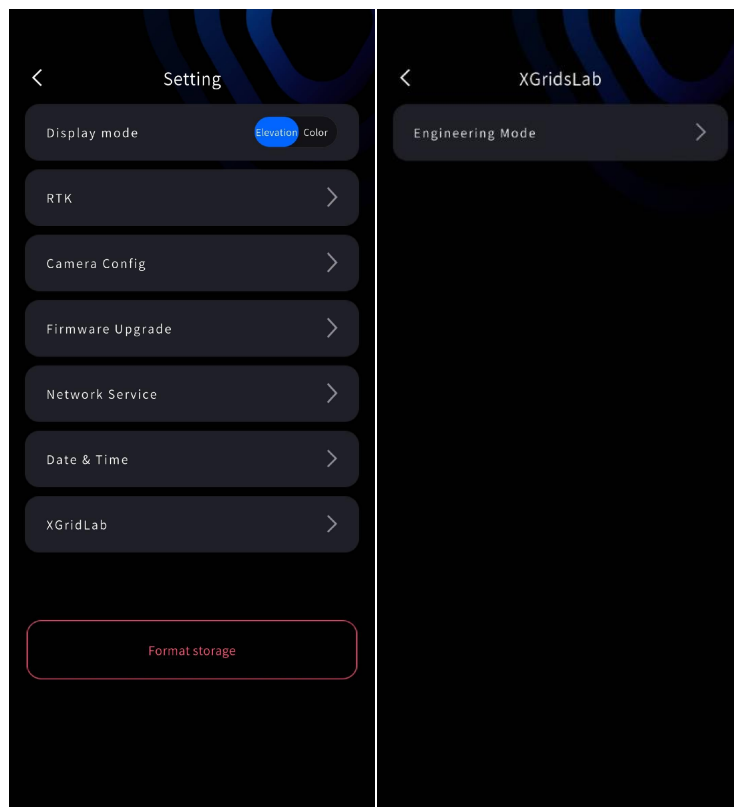 Setting
Display mode
Elevation Color
RTK
Camera Config
Firmware Upgrade
Network Service
Date & Time
XGridLab
Format storage
XGridsLab
Engineering Mode